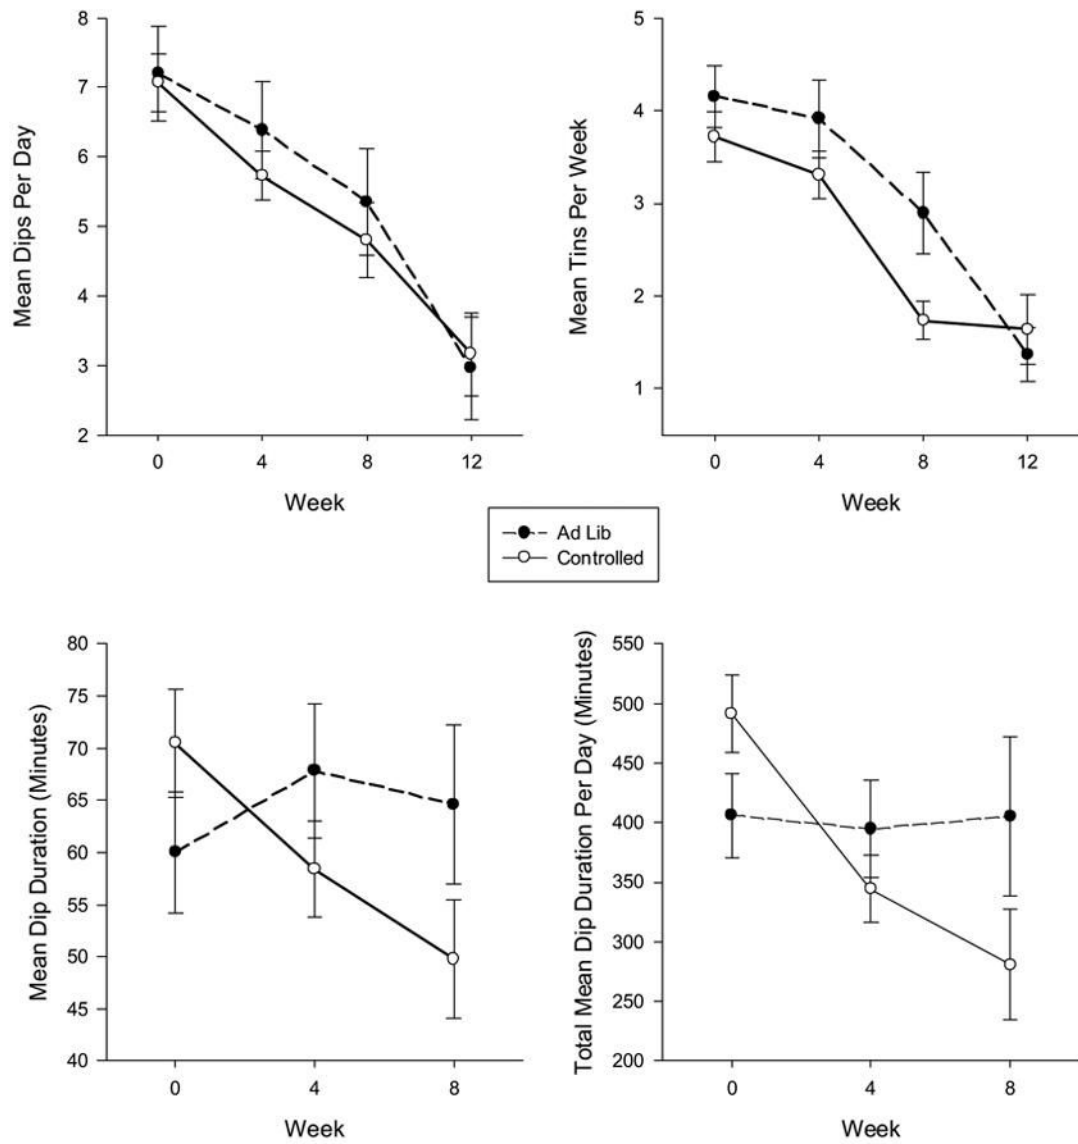 Mean Dips Per Day
8
7
6
5
4
3
2
0 4 8 12
Week
Mean Tins Per Week
5
4
3
2
1
0 4 8 12
Week
Ad Lib
Controlled
Mean Dip Duration (Minutes)
80
75
70
65
60
55
50
45
40
0 4 8
Week
Total Mean Dip Duration Per Day (Minutes)
550
500
450
400
350
300
250
200
0 4 8
Week